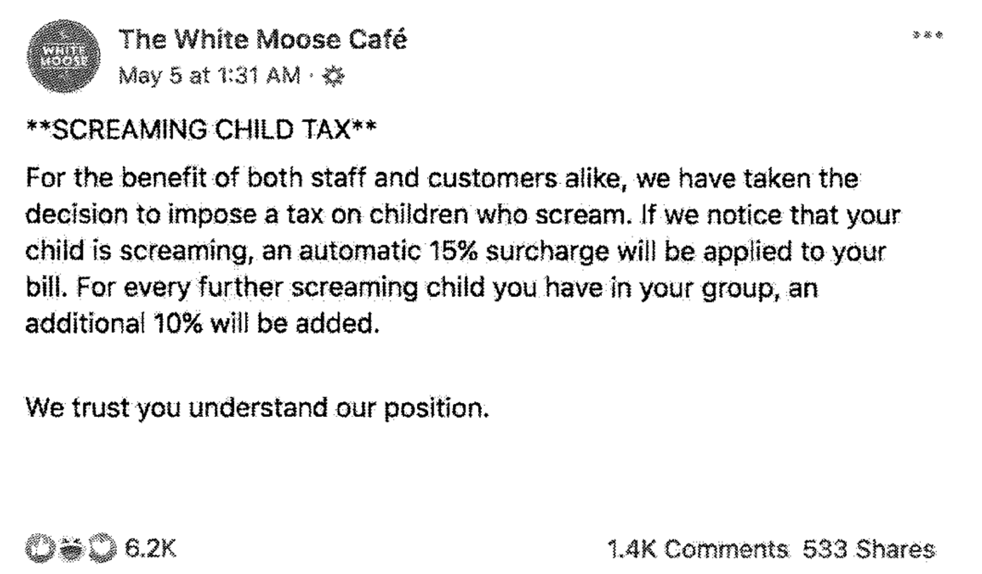 WHITE
MOOSE
The White Moose Café
May 5 at 1:31 AM ·
**SCREAMING CHILD TAX**
For the benefit of both staff and customers alike, we have taken the
decision to impose a tax on children who scream. If we notice that your
child is screaming, an automatic 15% surcharge will be applied to your
bill. For every further screaming child you have in your group, an
additional 10% will be added.
We trust you understand our position.
6.2K
1.4K Comments 533 Shares